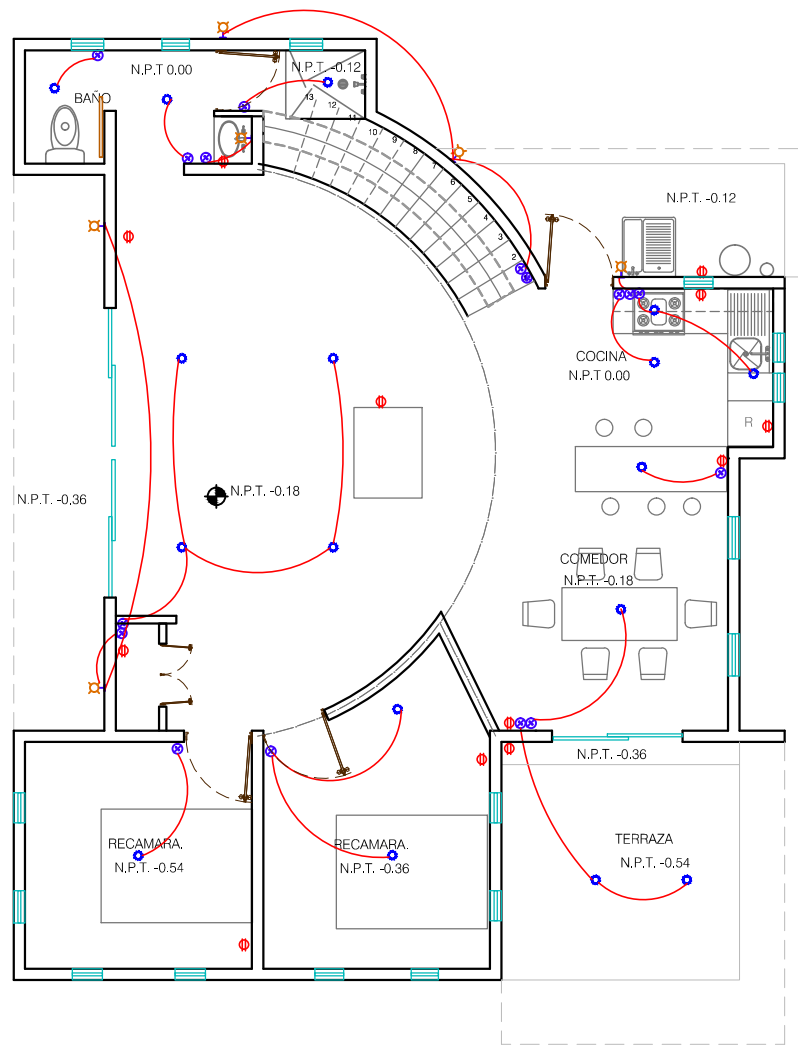 N.P.T 0.00
N.P.T. -0.12
BAÑO
13
12
11
10
9
8
7
6
5
4
3
2
N.P.T. -0.12
COCINA
N.P.T 0.00
R
N.P.T. -0,36
N.P.T. -0.18
COMEDOR
N.P.T. -0.18
N.P.T. -0.36
RECAMARA.
N.P.T. -0.54
RECAMARA.
N.P.T. -0.36
TERRAZA
N.P.T. -0.54